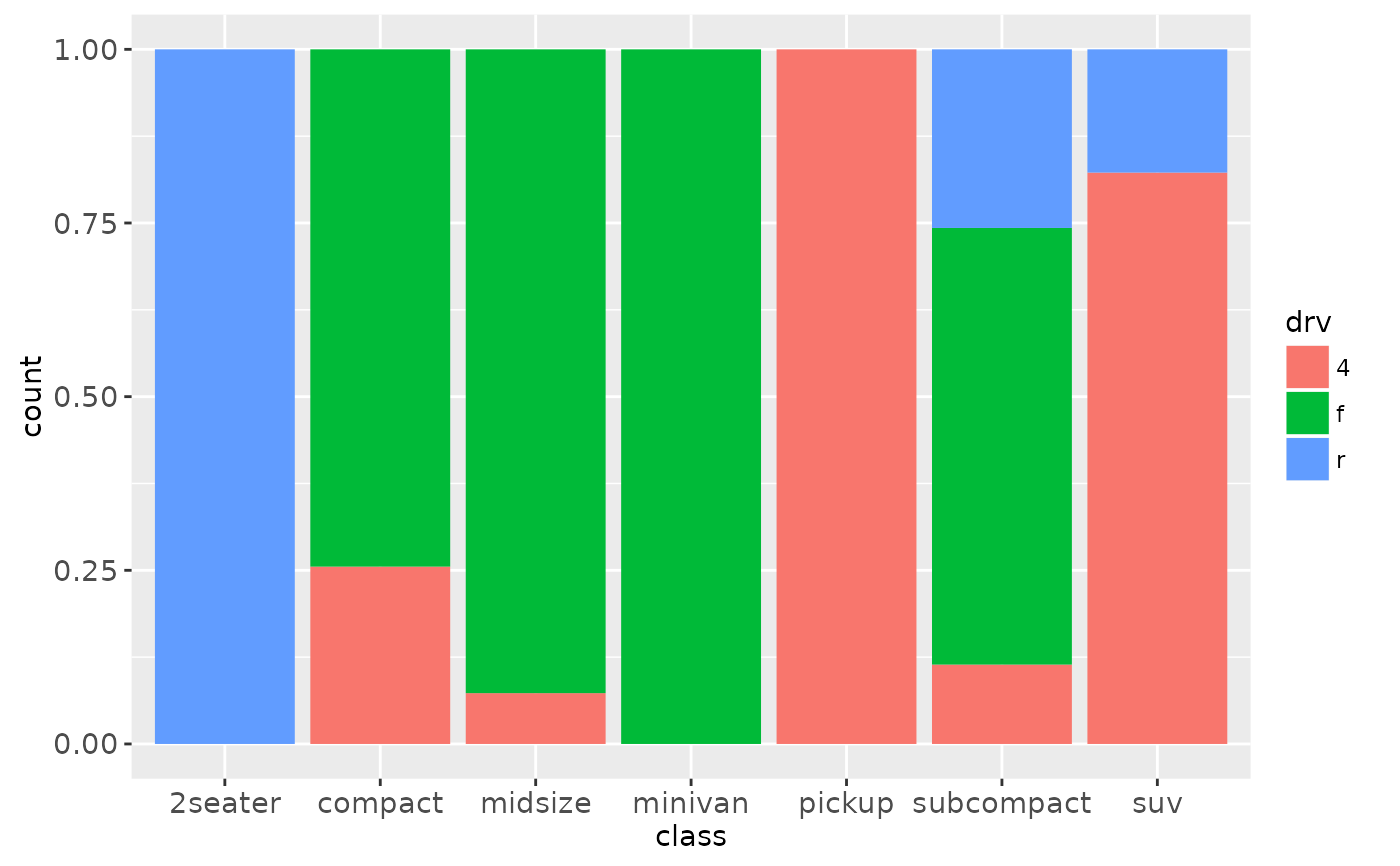 1.00
0.75
0.50
0.25
0.00
count
2seater compact midsize minivan pickup subcompact suv
class
drv
4
f
r